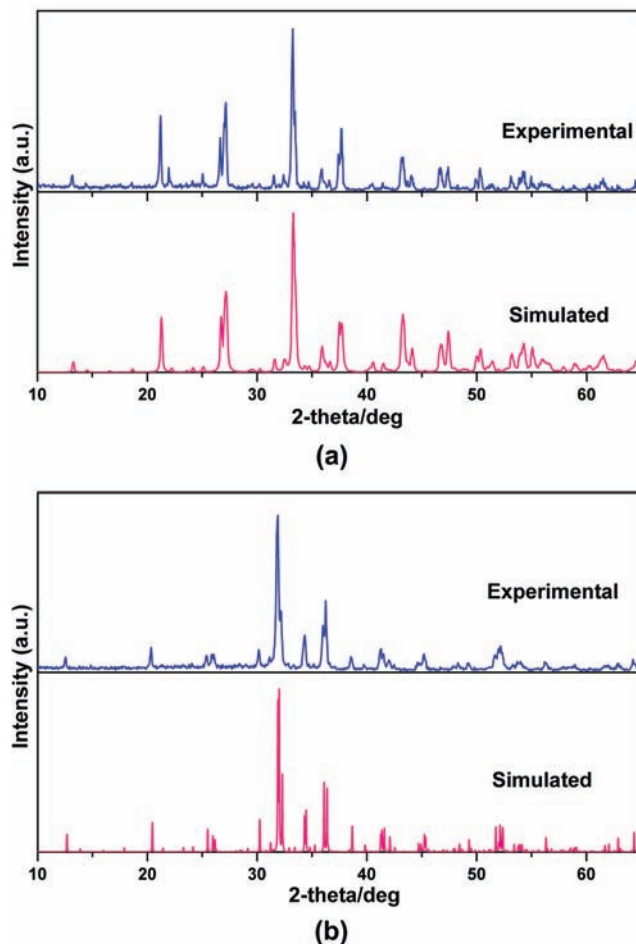 Intensity (a.u.)
Experimental
Simulated
10 20 30 40 50 60
2-theta/deg
(a)
Intensity (a.u.)
Experimental
Simulated
10 20 30 40 50 60
2-theta/deg
(b)